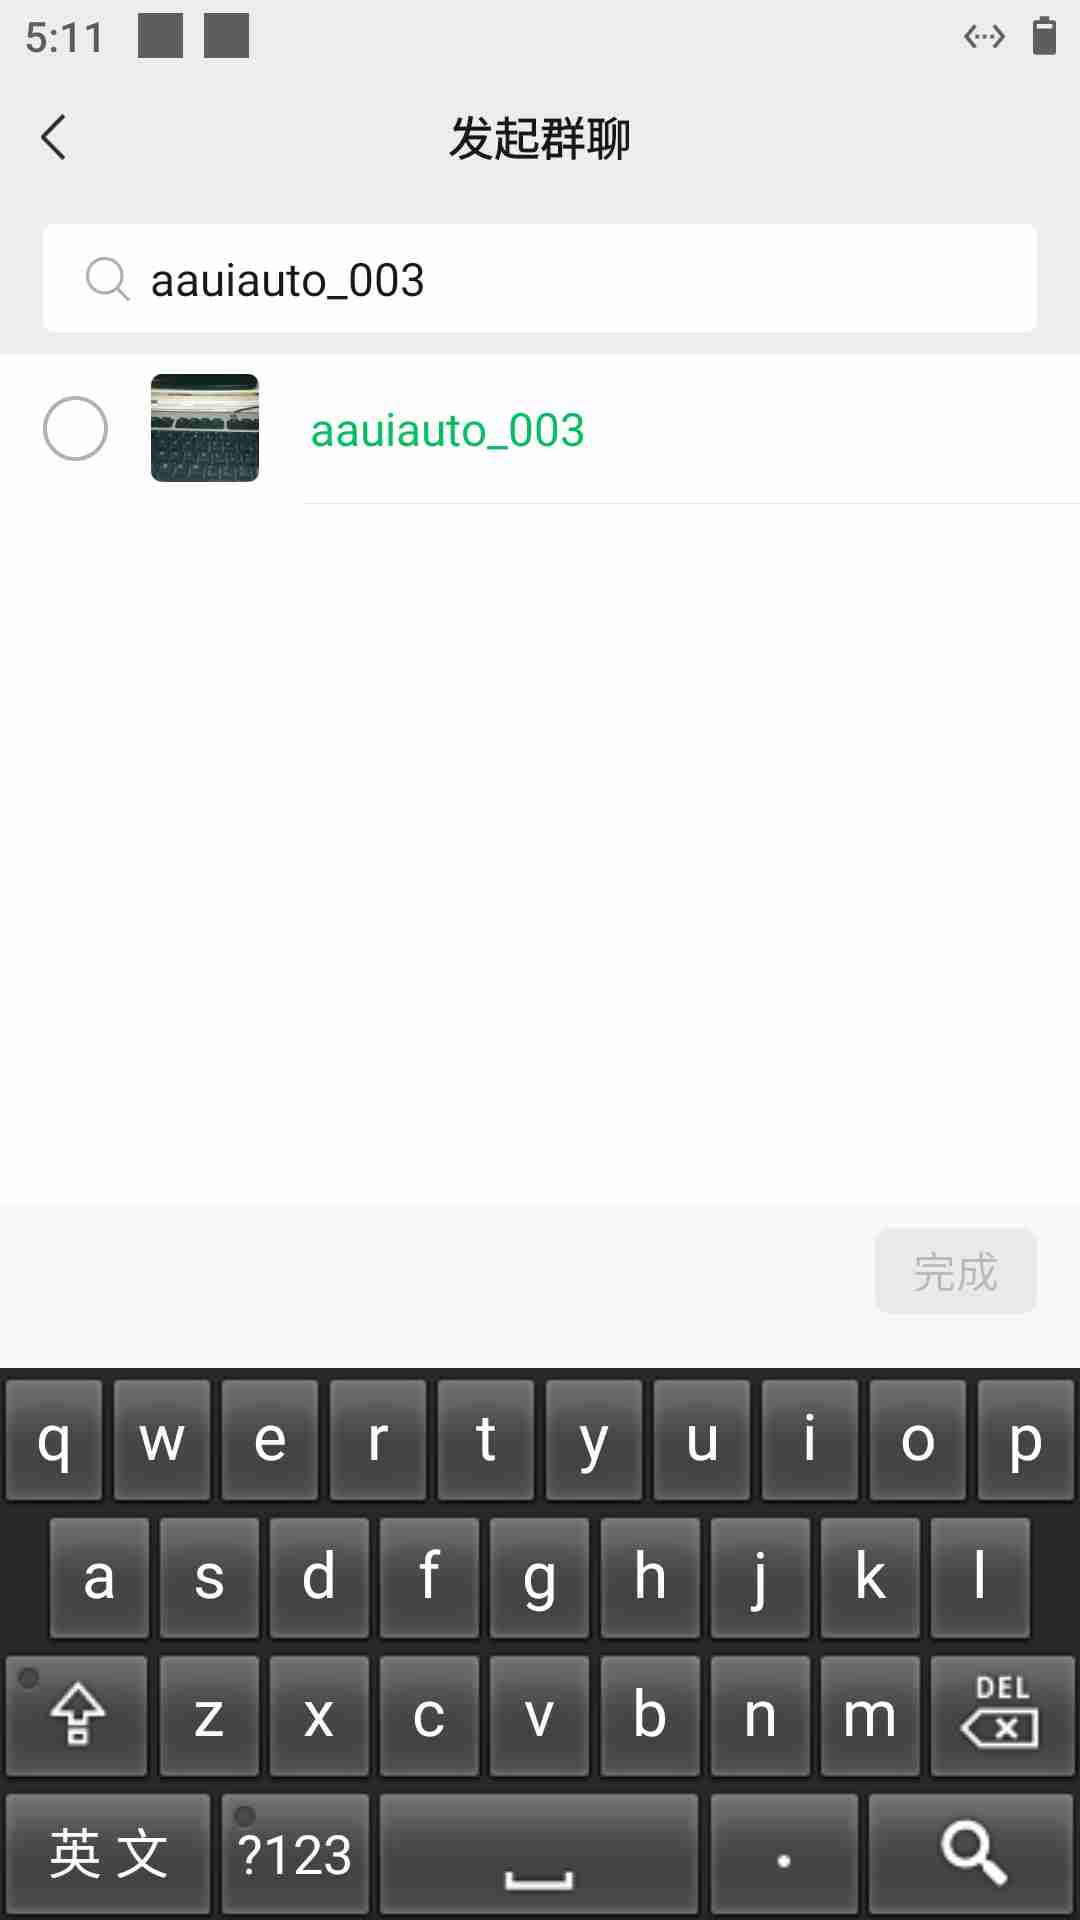 5:11
发起群聊
aauiauto_003
aauiauto_003
完成
q w e r t y u i o p
a s d f g h j k l
z x c v b n m DEL
英文 ?123 .